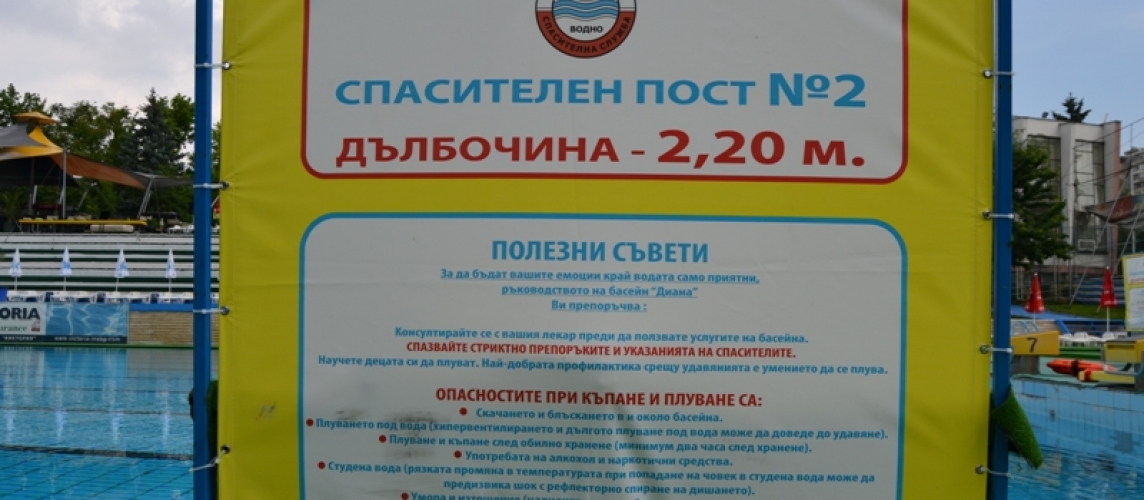 ВОДНО
СПАСИТЕЛНА СЛУЖБА
СПАСИТЕЛЕН ПОСТ №2
ДЪЛБОЧИНА - 2,20 м.
ПОЛЕЗНИ СЪВЕТИ
За да бъдат вашите емоции край водата само приятни,
ръководството на басейн "Диана"
Ви препоръчва :
Консултирайте се с вашия лекар преди да ползвате услугите на басейна.
СПАЗВАЙТЕ СТРИКТНО ПРЕПОРЪКИТЕ И УКАЗАНИЯТА НА СПАСИТЕЛИТЕ.
Научете децата си да плуват. Най-добрата профилактика срещу удавянията е умението да се плува.
ОПАСНОСТИТЕ ПРИ КЪПАНЕ И ПЛУВАНЕ СА:
• Скачането и блъскането в и около басейна.
• Плуването под вода (хипервентилирането и дългото плуване под вода може да доведе до удавяне).
• Плуване и къпане след обилно хранене (минимум два часа след хранене).
• Употребата на алкохол и наркотични средства.
• Студена вода (рязката промяна в температурата при попадане на човек в студена вода може да
предизвика шок с рефлекторно спиране на дишането).
• Умора и
ORIA
urance
7